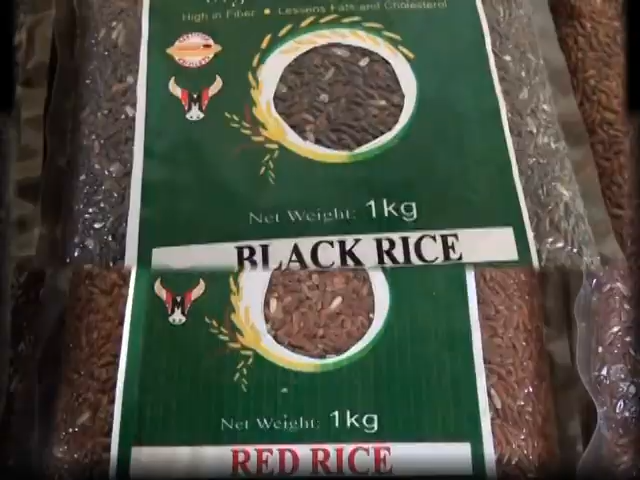 High in Fiber • Lessens Fats and Cholesterol
M
Net Weight: 1kg
BLACK RICE
M
Net Weight: 1kg
RED RICE